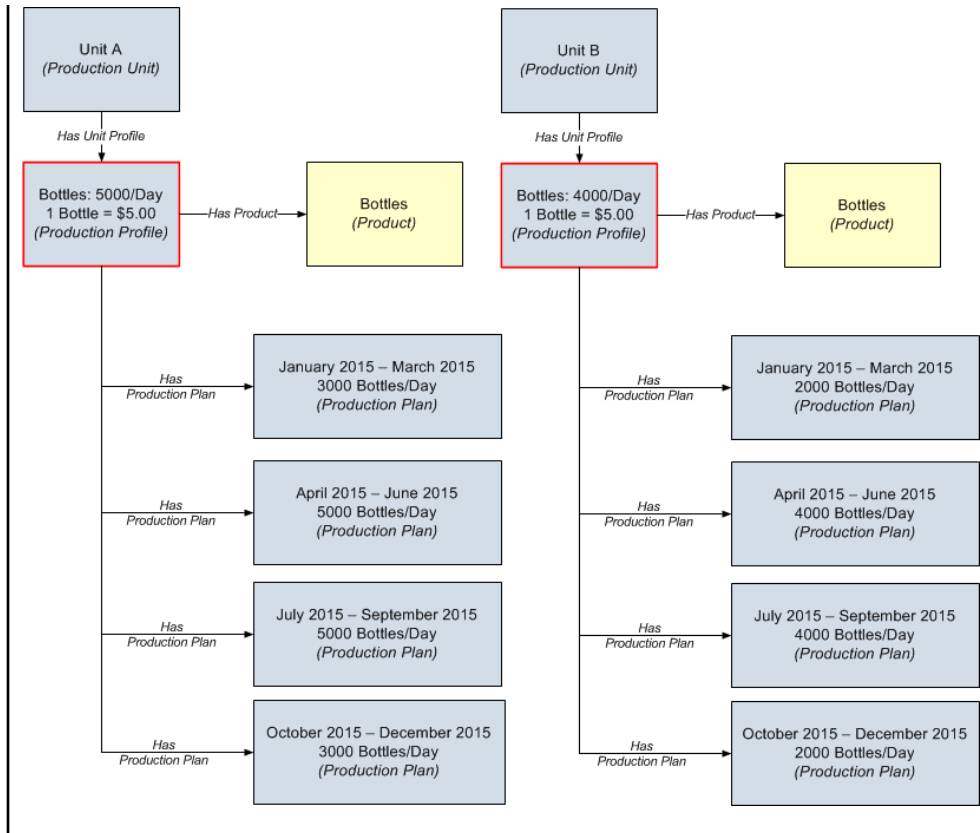 Unit A
(Production Unit)
Has Unit Profile
Bottles: 5000/Day
1 Bottle = $5.00
(Production Profile)
Has Product
Bottles
(Product)
Has
Production Plan
January 2015 – March 2015
3000 Bottles/Day
(Production Plan)
Has
Production Plan
April 2015 – June 2015
5000 Bottles/Day
(Production Plan)
Has
Production Plan
July 2015 – September 2015
5000 Bottles/Day
(Production Plan)
Has
Production Plan
October 2015 – December 2015
3000 Bottles/Day
(Production Plan)
Unit B
(Production Unit)
Has Unit Profile
Bottles: 4000/Day
1 Bottle = $5.00
(Production Profile)
Has Product
Bottles
(Product)
Has
Production Plan
January 2015 – March 2015
2000 Bottles/Day
(Production Plan)
Has
Production Plan
April 2015 – June 2015
4000 Bottles/Day
(Production Plan)
Has
Production Plan
July 2015 – September 2015
4000 Bottles/Day
(Production Plan)
Has
Production Plan
October 2015 – December 2015
2000 Bottles/Day
(Production Plan)